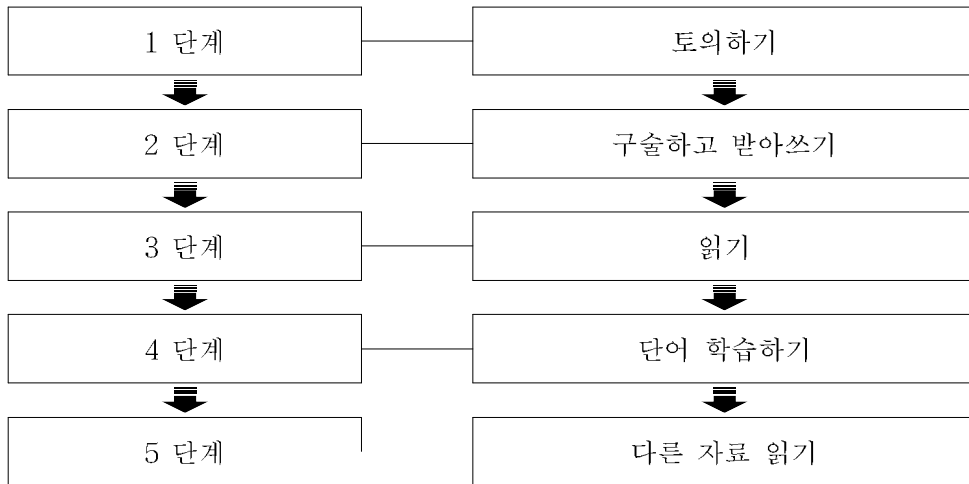 1 단계 토의하기
2 단계 구술하고 받아쓰기
3 단계 읽기
4 단계 단어 학습하기
5 단계 다른 자료 읽기